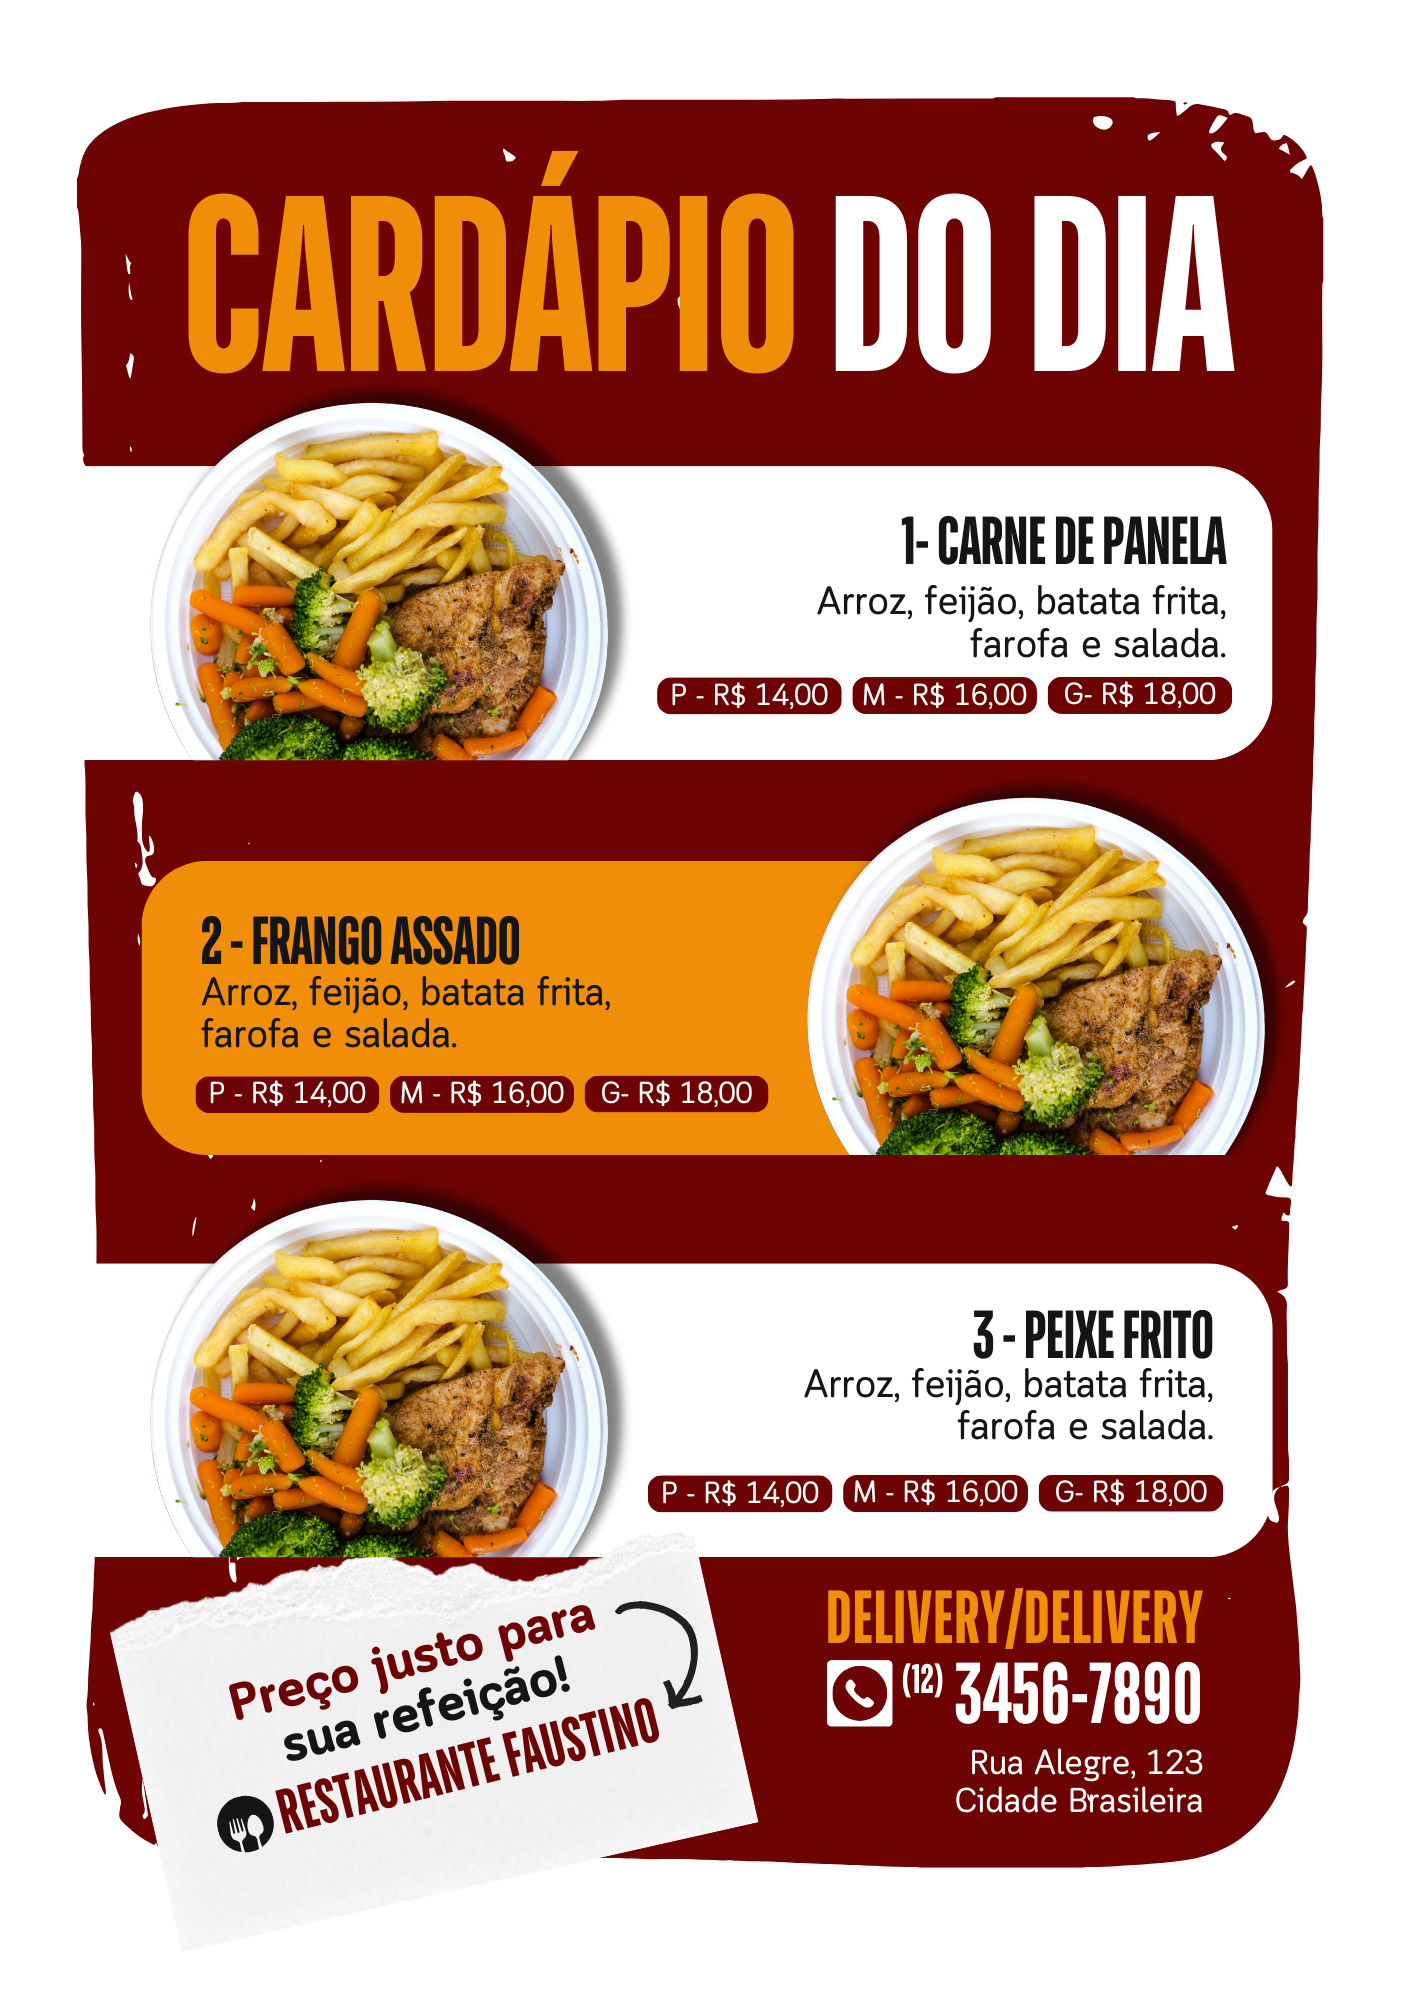 CARDÁPIO DO DIA
1- CARNE DE PANELA
Arroz, feijão, batata frita,
farofa e salada.
P - R$ 14,00 M - R$ 16,00 G- R$ 18,00
2 - FRANGO ASSADO
Arroz, feijão, batata frita,
farofa e salada.
P - R$ 14,00 M - R$ 16,00 G- R$ 18,00
3 - PEIXE FRITO
Arroz, feijão, batata frita,
farofa e salada.
P - R$ 14,00 M - R$ 16,00 G- R$ 18,00
Preço justo para
sua refeição!
RESTAURANTE FAUSTINO
DELIVERY/DELIVERY
(12) 3456-7890
Rua Alegre, 123
Cidade Brasileira